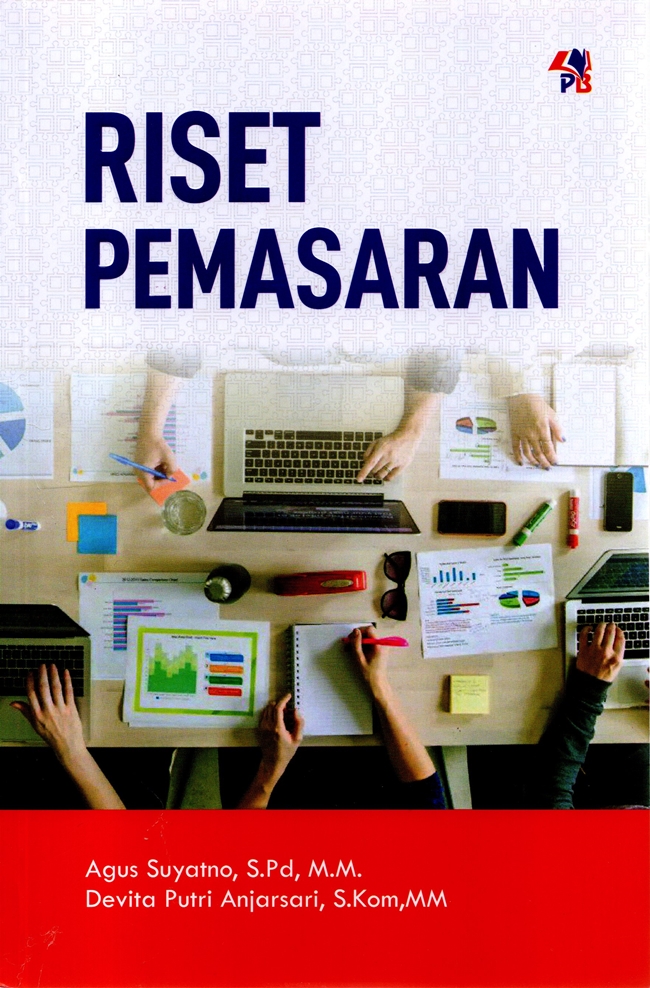 PB
RISET
PEMASARAN
Agus Suyatno, S.Pd, M.M.
Devita Putri Anjarsari, S.Kom,MM